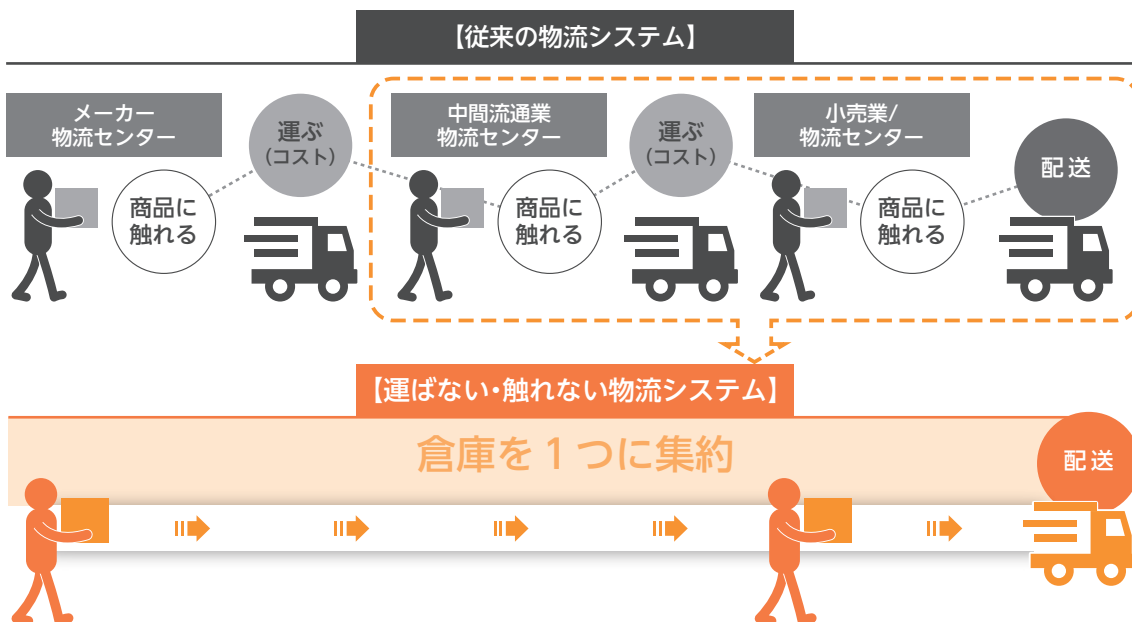 【従来の物流システム】
メーカー
物流センター
運ぶ
(コスト)
中間流通業
物流センター
運ぶ
(コスト)
小売業/
物流センター
配送
商品に
触れる
商品に
触れる
商品に
触れる
【運ばない・触れない物流システム】
倉庫を1つに集約
配送